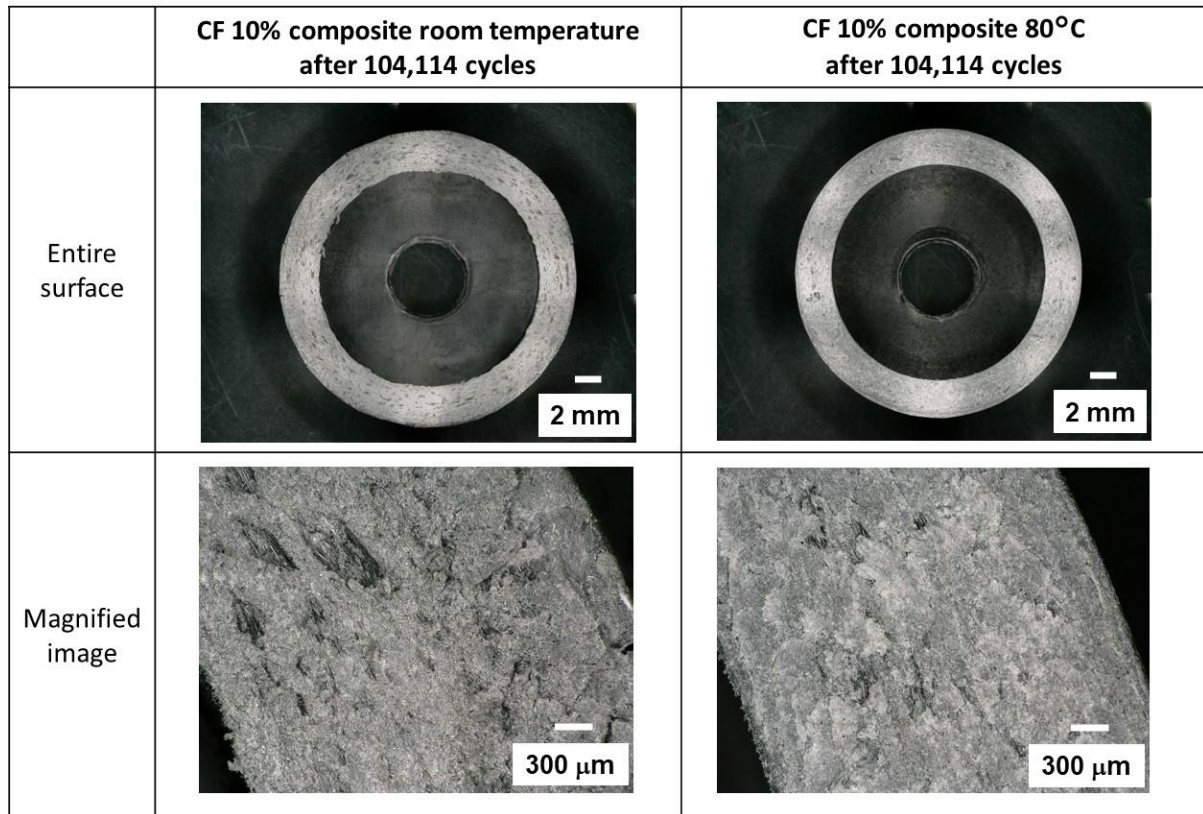 CF 10% composite room temperature
after 104,114 cycles
CF 10% composite 80°C
after 104,114 cycles
Entire
surface
2 mm
2 mm
Magnified
image
300 μm
300 μm